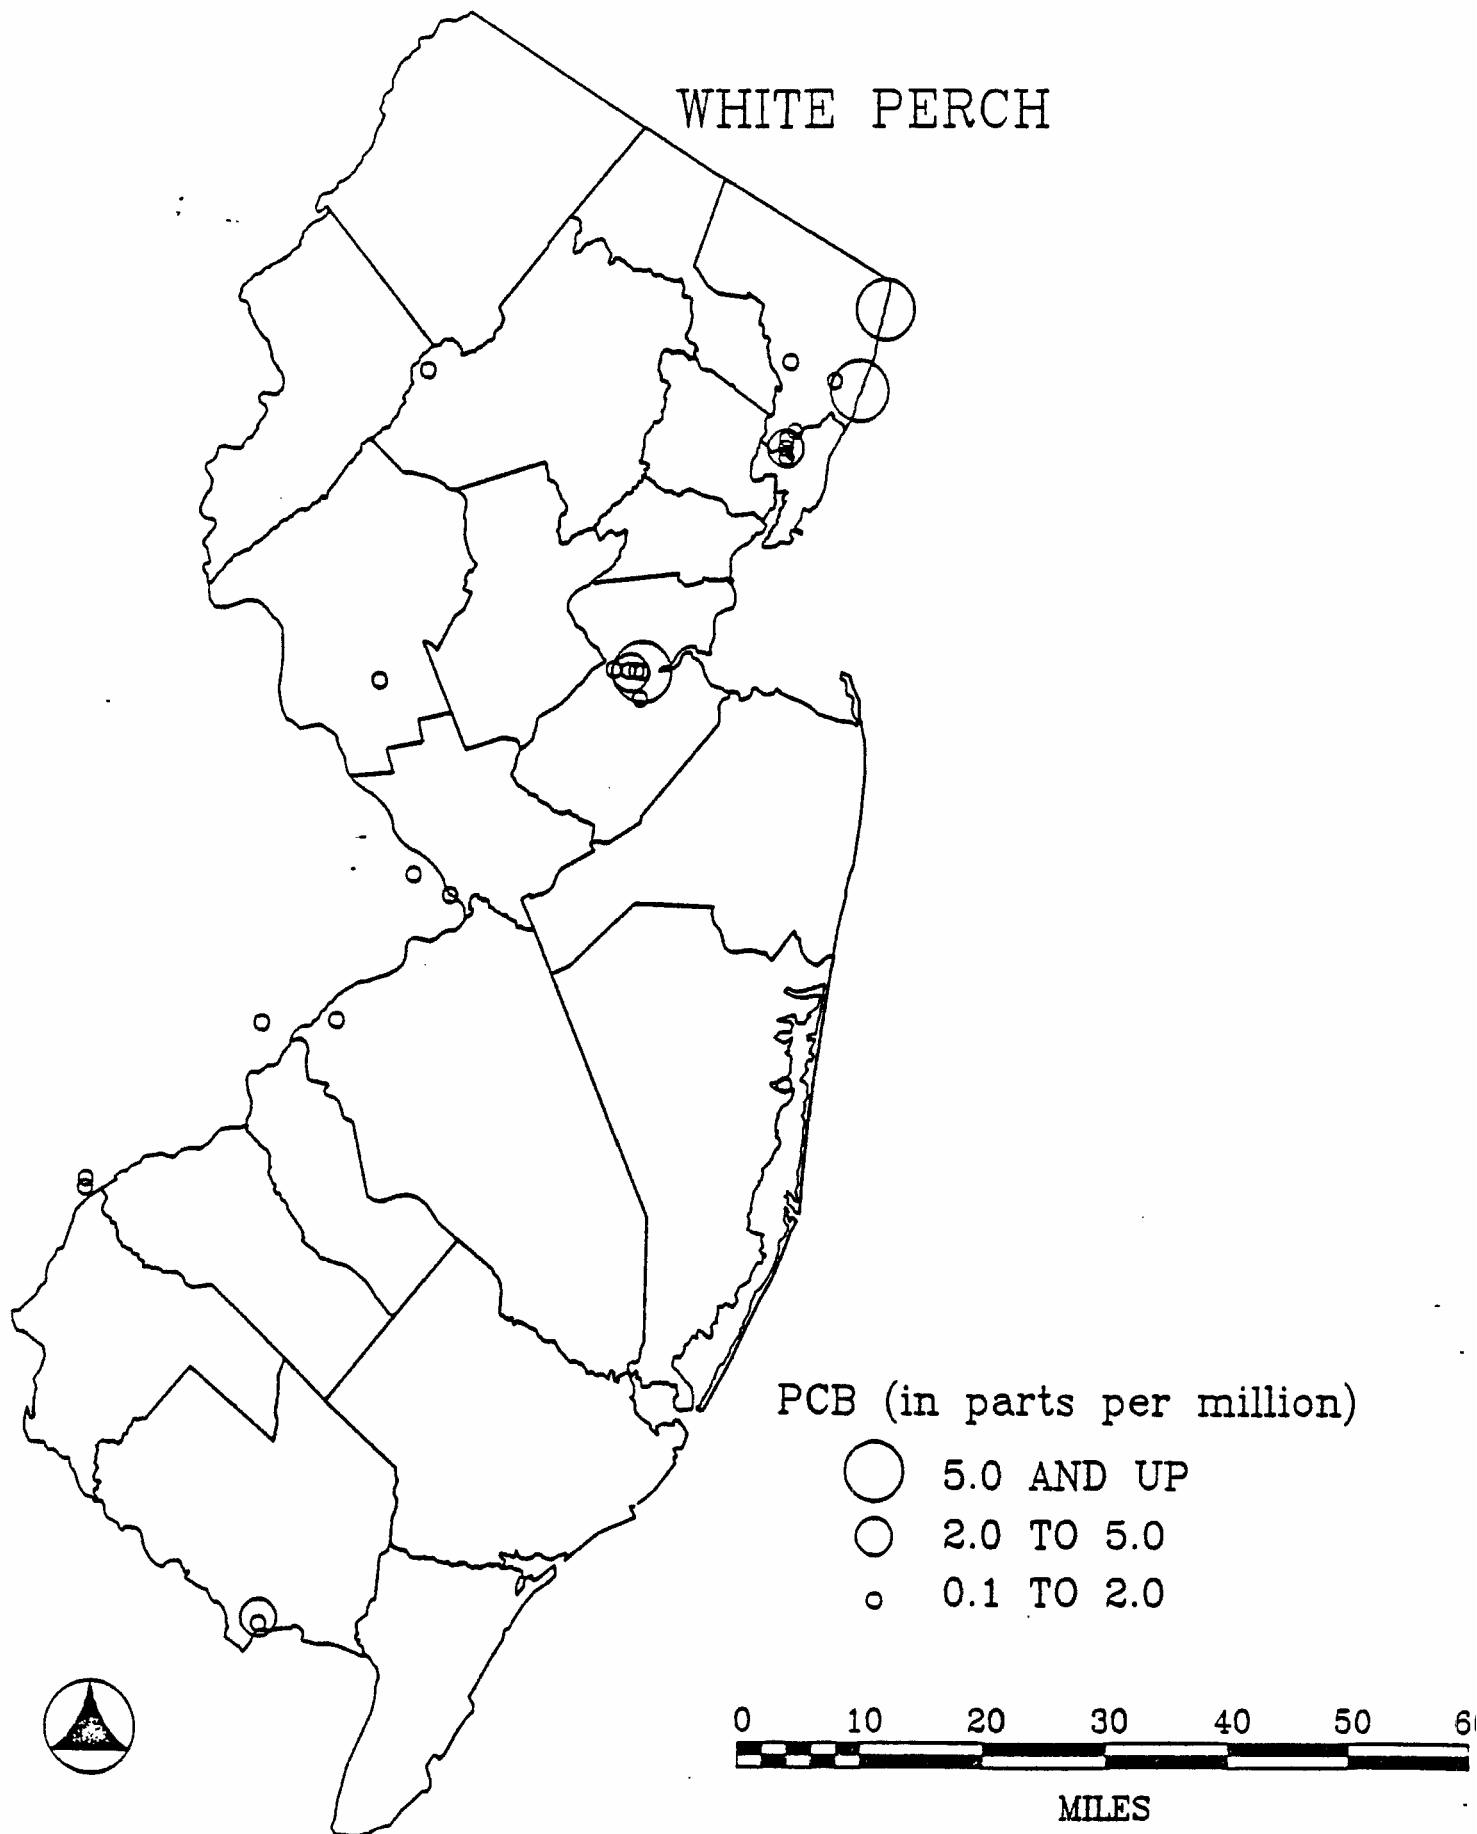 WHITE PERCH
PCB (in parts per million)
5.0 AND UP
2.0 TO 5.0
0.1 TO 2.0
0 10 20 30 40 50 60
MILES